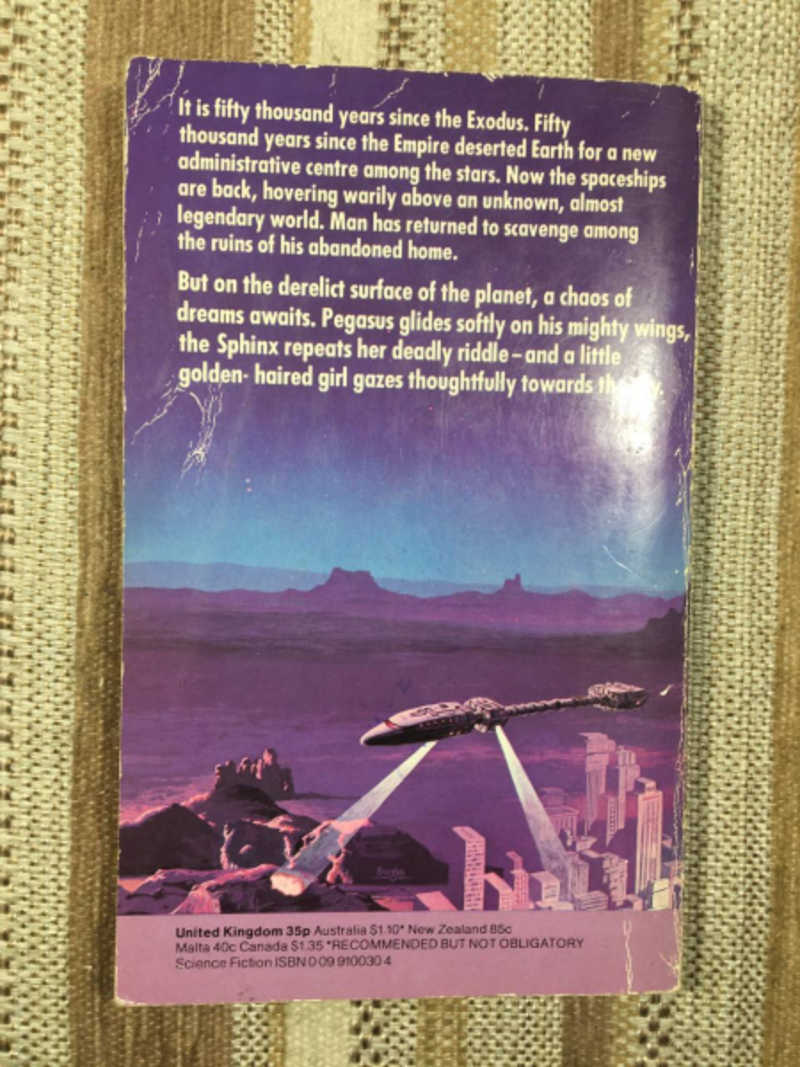 It is fifty thousand years since the Exodus. Fifty
thousand years since the Empire deserted Earth for a new
administrative centre among the stars. Now the spaceships
are back, hovering warily above an unknown, almost
legendary world. Man has returned to scavenge among
the ruins of his abandoned home.
But on the derelict surface of the planet, a chaos of
dreams awaits. Pegasus glides softly on his mighty wings,
the Sphinx repeats her deadly riddle – and a little
golden- haired girl gazes thoughtfully towards
United Kingdom 35p Australia $1.10* New Zealand 85c
Malta 40c Canada $1.35 *RECOMMENDED BUT NOT OBLIGATORY
Science Fiction ISBN 0 09 910030 4